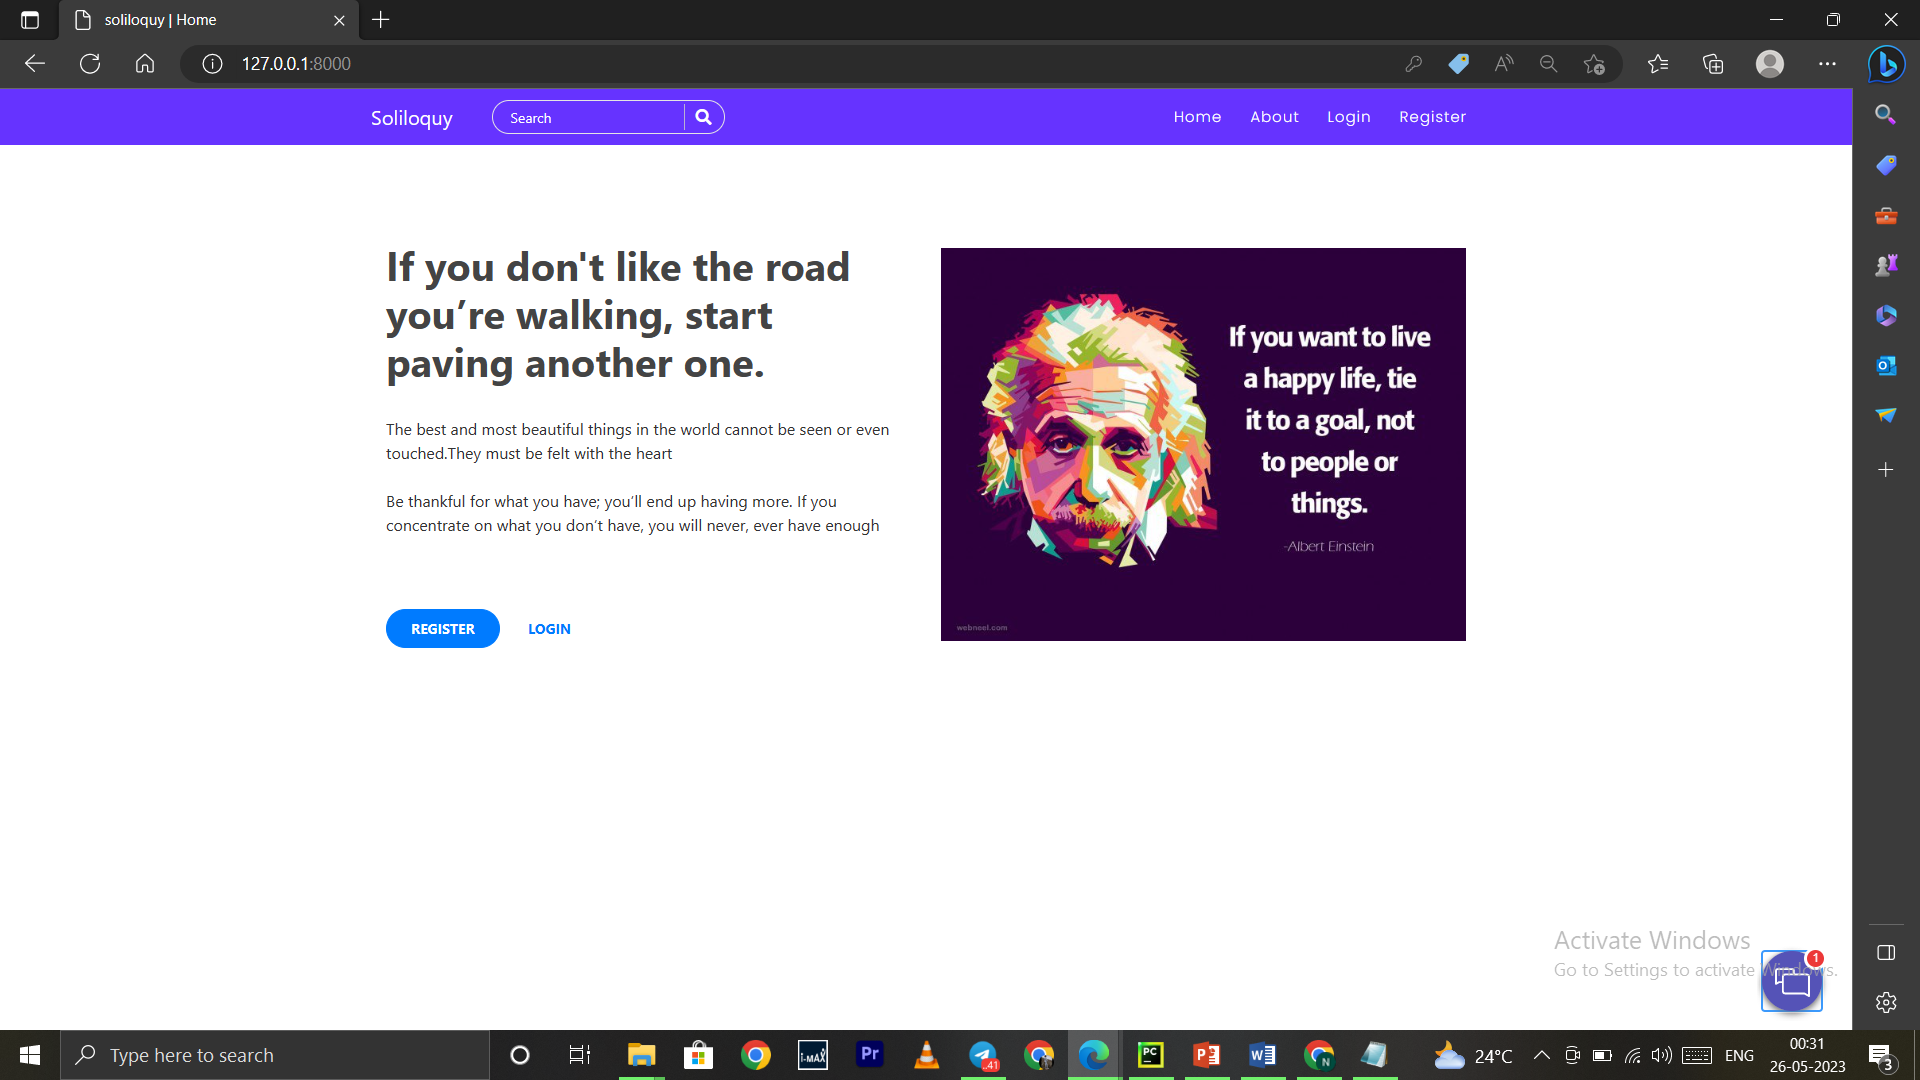 soliloquy | Home
127.0.0.1:8000
Soliloquy
Search
Home About Login Register
If you don't like the road
you’re walking, start
paving another one.
The best and most beautiful things in the world cannot be seen or even
touched.They must be felt with the heart
Be thankful for what you have; you’ll end up having more. If you
concentrate on what you don’t have, you will never, ever have enough
REGISTER LOGIN
If you want to live
a happy life, tie
it to a goal, not
to people or
things.
-Albert Einstein
webneel.com
Activate Windows
Go to Settings to activate Windows.
1
Type here to search
i-MAX
Pr
41
N
PC
24°C
ENG
00:31
26-05-2023
3